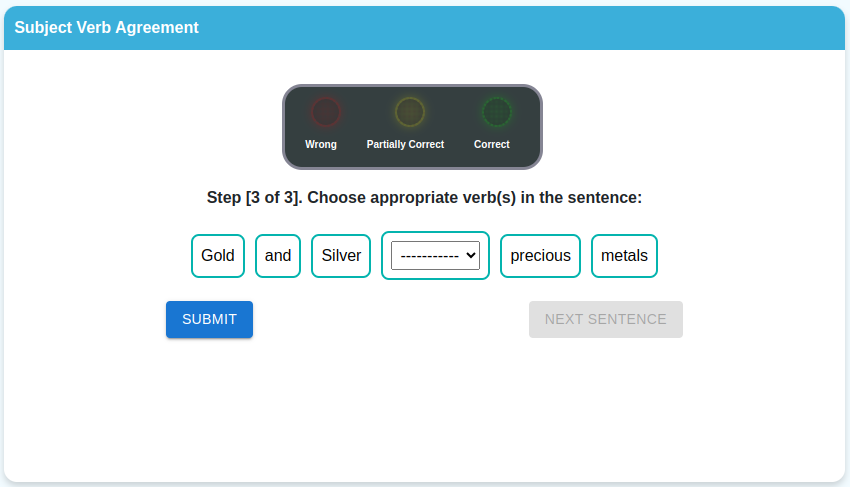 Subject Verb Agreement
Wrong Partially Correct Correct
Step [3 of 3]. Choose appropriate verb(s) in the sentence:
Gold and Silver ----------- precious metals
SUBMIT NEXT SENTENCE